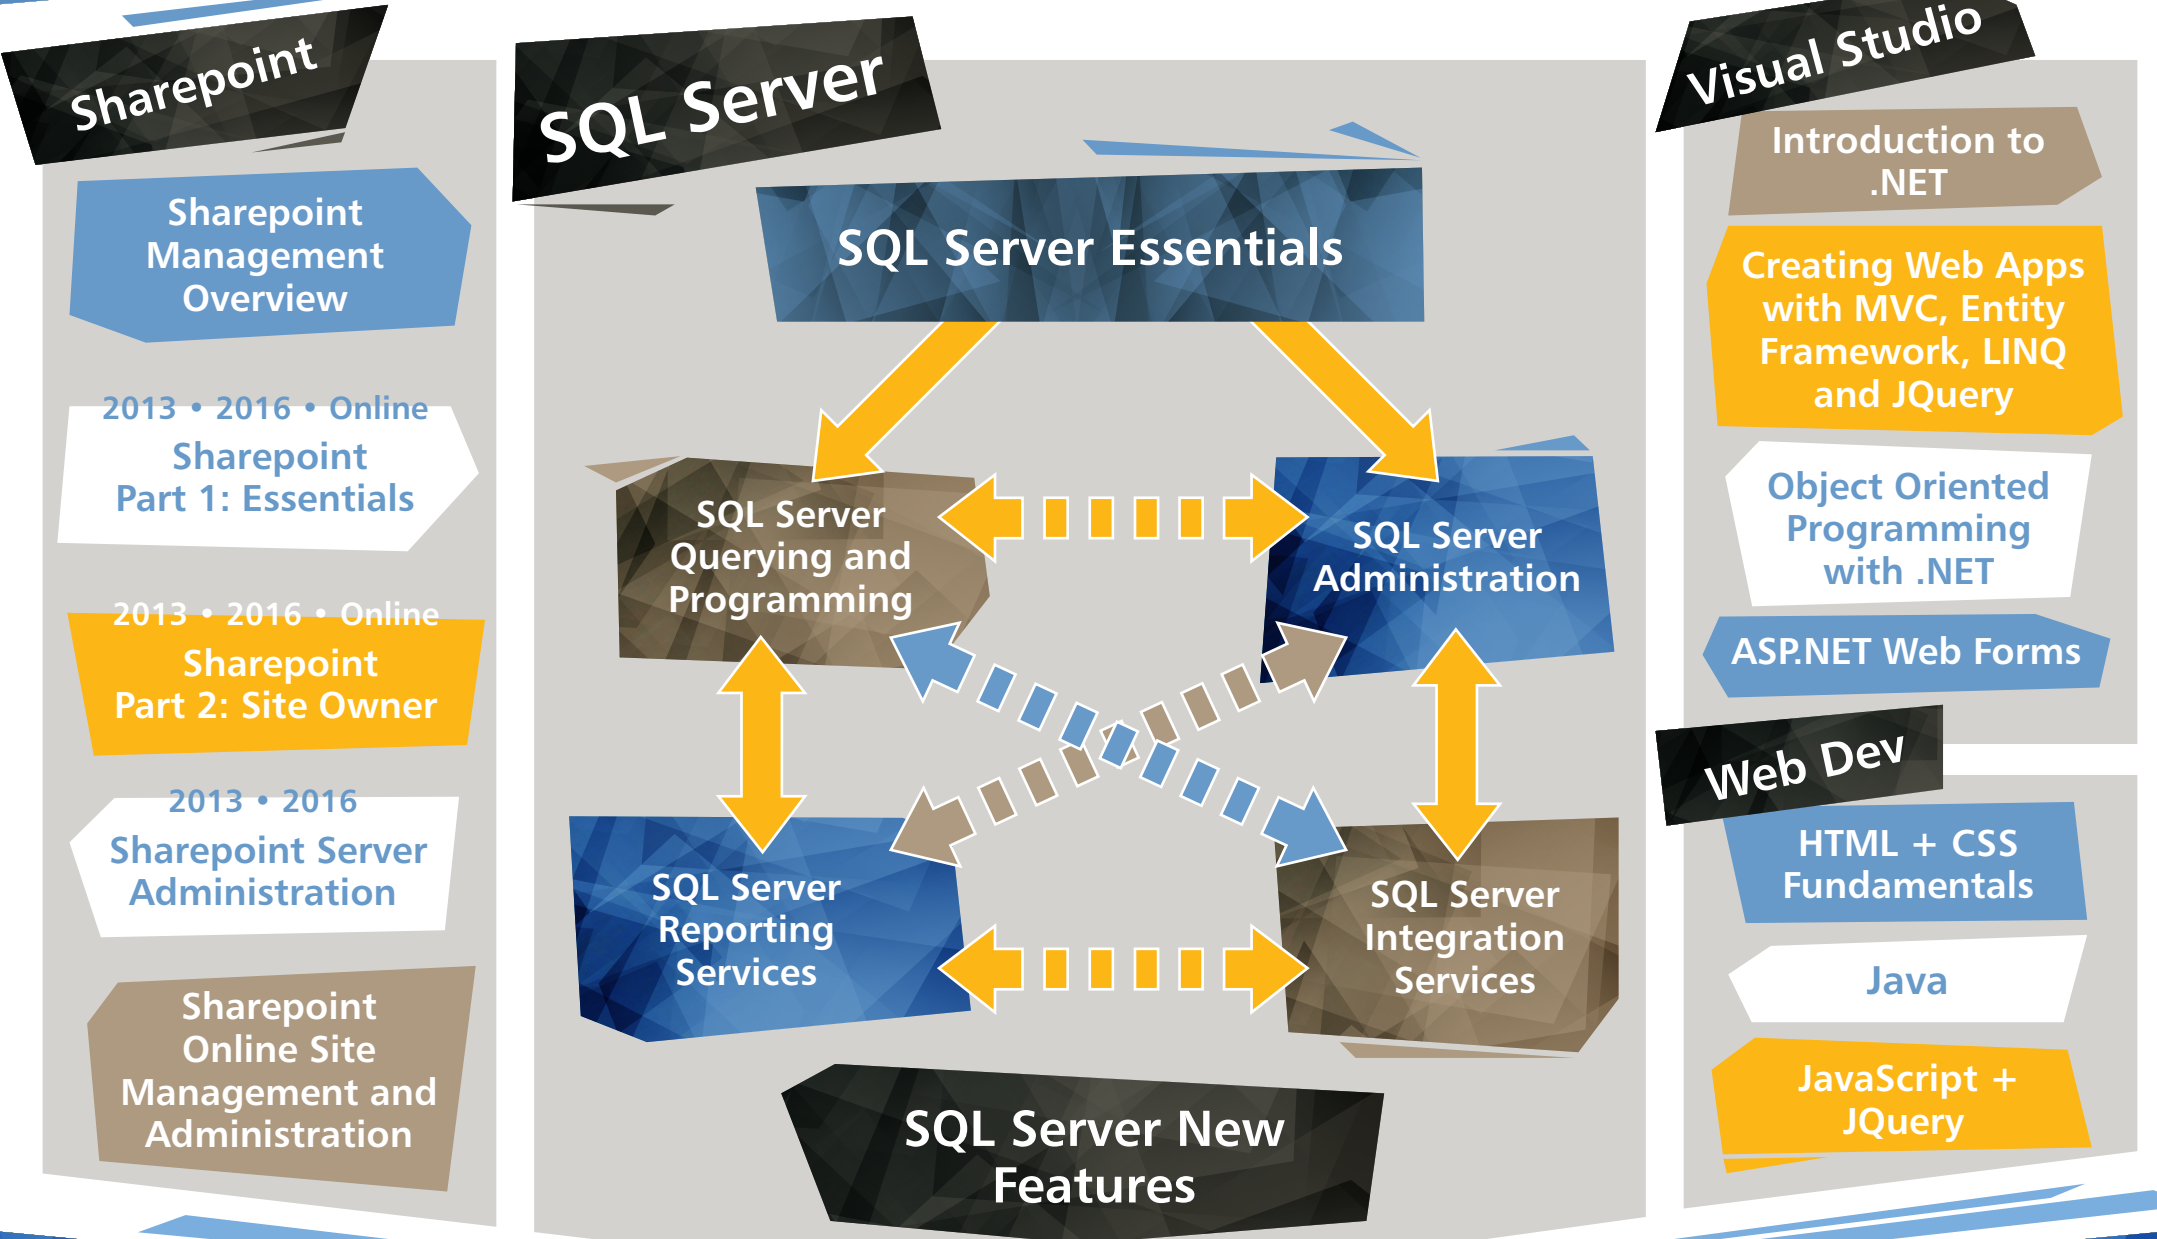 Sharepoint
Sharepoint
Management
Overview
2013 • 2016 • Online
Sharepoint
Part 1: Essentials
2013 • 2016 • Online
Sharepoint
Part 2: Site Owner
2013 • 2016
Sharepoint Server
Administration
Sharepoint
Online Site
Management and
Administration
SQL Server
SQL Server Essentials
SQL Server
Querying and
Programming
SQL Server
Administration
SQL Server
Reporting
Services
SQL Server
Integration
Services
SQL Server New
Features
Visual Studio
Introduction to
.NET
Creating Web Apps
with MVC, Entity
Framework, LINQ
and JQuery
Object Oriented
Programming
with .NET
ASP.NET Web Forms
Web Dev
HTML + CSS
Fundamentals
Java
JavaScript +
JQuery